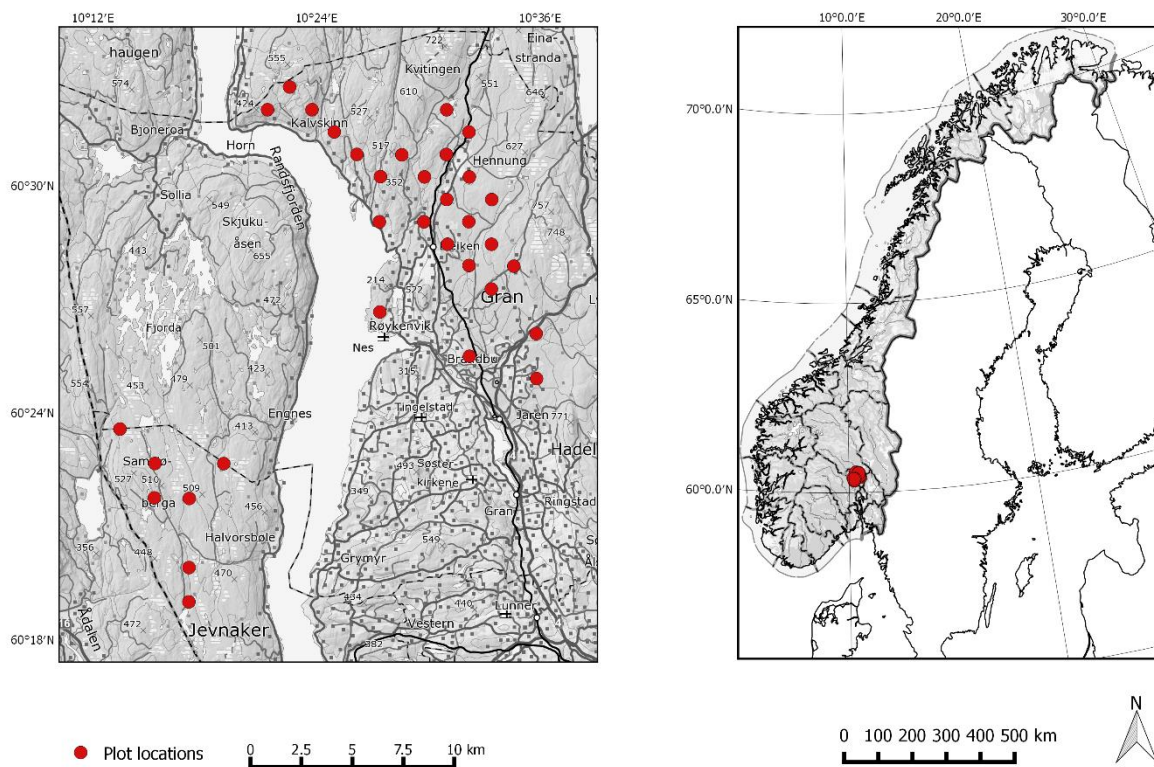 10°12'E
10°24'E
10°36'E
60°30'N
60°24'N
60°18'N
haugen
574
Bjoneroa
Horn
424
555
Kalvskinn
527
722
Kvitingen
610
551
Eina-
stranda
646
517
352
627
Hennung
Randsfjorden
Sollia
549
Skjuku-
åsen
655
443
472
757
748
eiken
214
522
Gran
557
Fjorda
501
Røykenvik
Nes
Brandbu
554
453
479
423
Engnes
315
413
Tingelstad
Jaren
771
Hadel
527
510
509
berga
456
493
Søster-
kirkene
349
Gran
Ringstad
356
448
Halvorsbøle
470
549
Grymyr
434
440
Lunner
Vestern
382
472
Ådalen
Jevnaker
Plot locations
0 2.5 5 7.5 10 km
10°0.0'E
20°0.0'E
30°0.0'E
70°0.0'N
65°0.0'N
60°0.0'N
0 100 200 300 400 500 km
N